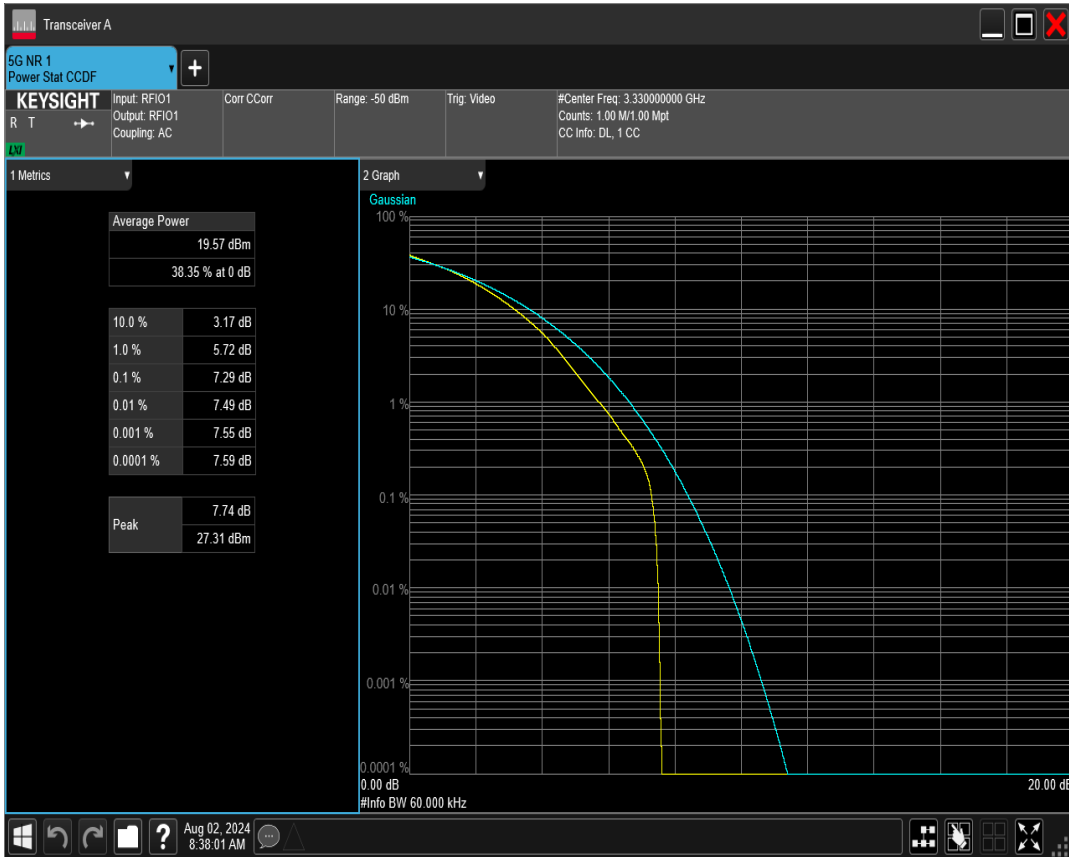 Transceiver A
5G NR 1
Power Stat CCDF
+
KEYSIGHT
R T
LXI
Input: RFIO1
Output: RFIO1
Coupling: AC
Corr CCorr
Range: -50 dBm
Trig: Video
#Center Freq: 3.330000000 GHz
Counts: 1.00 M/1.00 Mpt
CC Info: DL, 1 CC
1 Metrics
Average Power
19.57 dBm
38.35 % at 0 dB
10.0 % 3.17 dB
1.0 % 5.72 dB
0.1 % 7.29 dB
0.01 % 7.49 dB
0.001 % 7.55 dB
0.0001 % 7.59 dB
Peak
7.74 dB
27.31 dBm
2 Graph
Gaussian
100 %
10 %
1 %
0.1 %
0.01 %
0.001 %
0.0001 %
0.00 dB
20.00 dB
#Info BW 60.000 kHz
?
Aug 02, 2024
8:38:01 AM